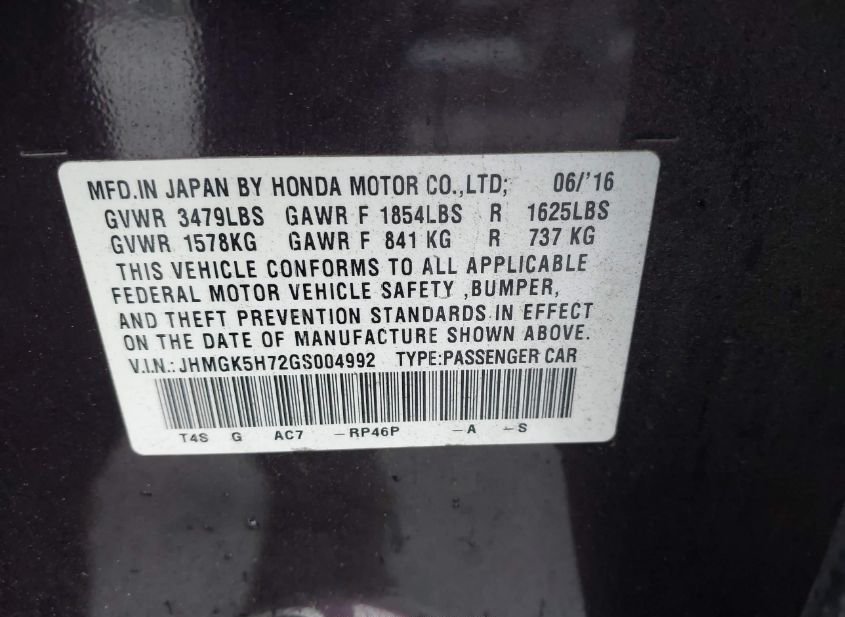 MFD.IN JAPAN BY HONDA MOTOR CO.,LTD; 06/'16
GVWR 3479LBS GAWR F 1854LBS R 1625LBS
GVWR 1578KG GAWR F 841 KG R 737 KG
THIS VEHICLE CONFORMS TO ALL APPLICABLE
FEDERAL MOTOR VEHICLE SAFETY ,BUMPER,
AND THEFT PREVENTION STANDARDS IN EFFECT
ON THE DATE OF MANUFACTURE SHOWN ABOVE.
V.I.N.:JHMGK5H72GS004992 TYPE:PASSENGER CAR
T4S G AC7 –RP46P –A –S